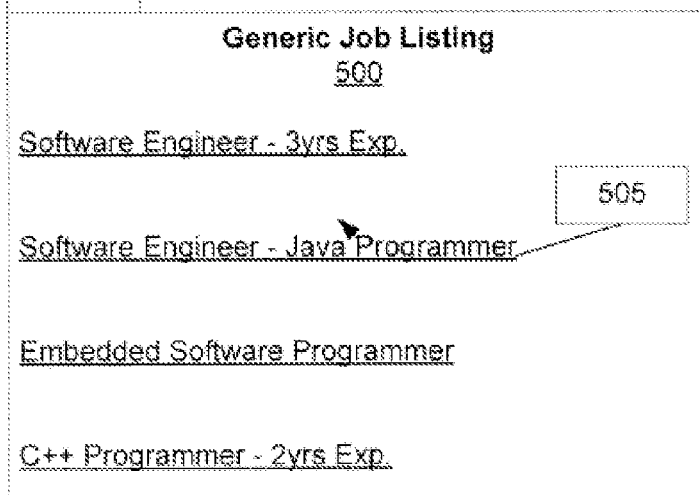 Generic Job Listing
500
Software Engineer - 3yrs Exp.
505
Software Engineer - Java Programmer
Embedded Software Programmer
C++ Programmer - 2yrs Exp.